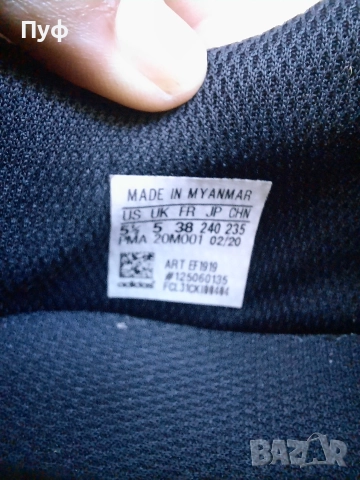 Пуф
MADE IN MYANMAR
US UK FR JP CHN
5½ 5 38 240 235
PMA 20M001 02/20
ART EF1919
#125060135
adidas
BAZAR